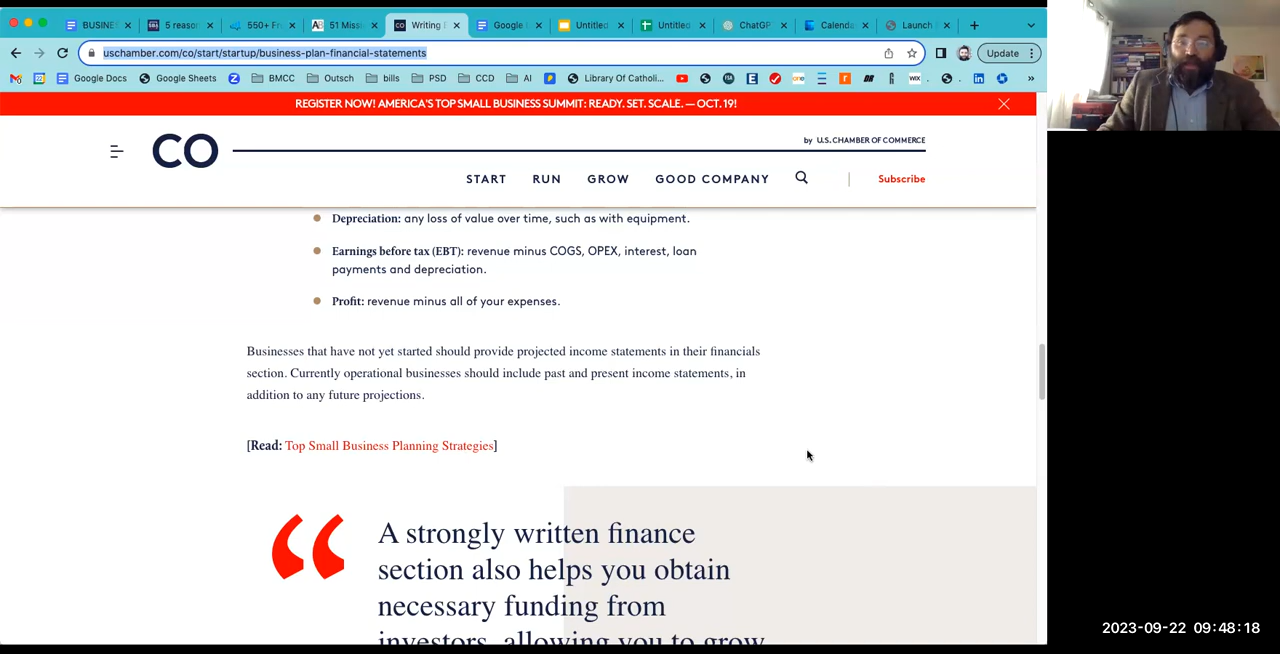 BUSINE
5 reason
550+ Fr
51 Missi
Writing
Google
Untitled
Untitled
ChatGP
Calenda
Launch
uschamber.com/co/start/startup/business-plan-financial-statements
Update
Google Docs
Google Sheets
BMCC
Outsch
bills
PSD
CCD
AI
Library Of Catholi...
REGISTER NOW! AMERICA'S TOP SMALL BUSINESS SUMMIT: READY. SET. SCALE. — OCT. 19!
CO
by U.S. CHAMBER OF COMMERCE
START RUN GROW GOOD COMPANY Subscribe
Depreciation: any loss of value over time, such as with equipment.
Earnings before tax (EBT): revenue minus COGS, OPEX, interest, loan
payments and depreciation.
Profit: revenue minus all of your expenses.
Businesses that have not yet started should provide projected income statements in their financials
section. Currently operational businesses should include past and present income statements, in
addition to any future projections.
[Read: Top Small Business Planning Strategies]
“
A strongly written finance
section also helps you obtain
necessary funding from
investors, allowing you to grow
2023-09-22 09:48:18